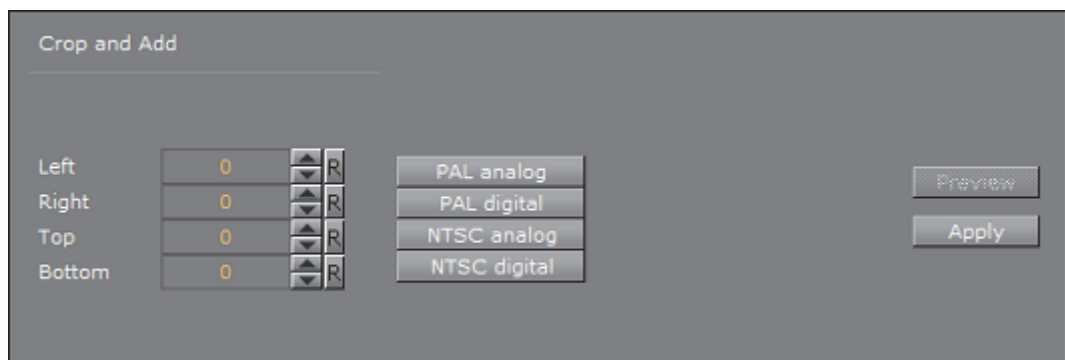 Crop and Add
Left 0 R PAL analog
Right 0 R PAL digital
Top 0 R NTSC analog
Bottom 0 R NTSC digital
Preview
Apply